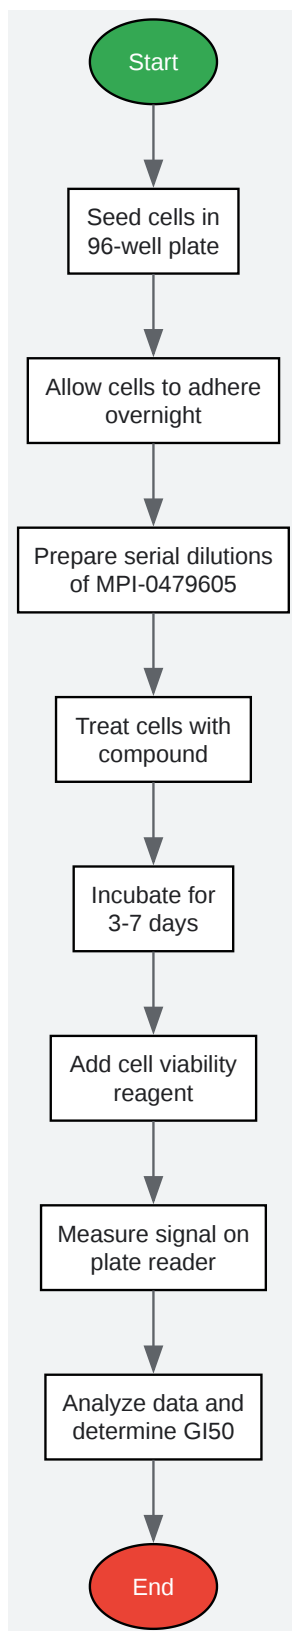 Start
Seed cells in
96-well plate
Allow cells to adhere
overnight
Prepare serial dilutions
of MPI-0479605
Treat cells with
compound
Incubate for
3-7 days
Add cell viability
reagent
Measure signal on
plate reader
Analyze data and
determine GI50
End